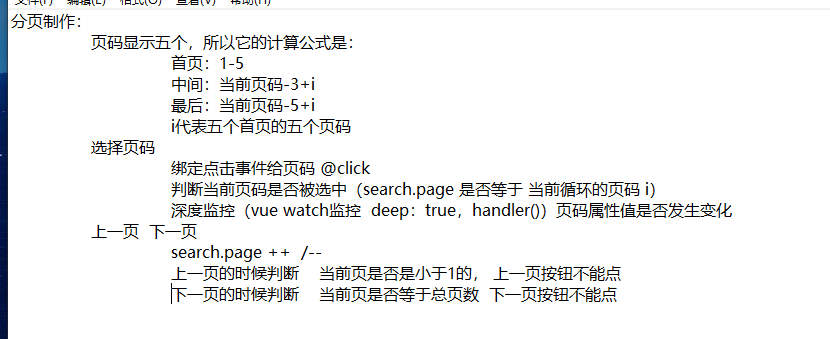 文件(F) 编辑(E) 格式(O) 查看(V) 帮助(H)
分页制作：
页码显示五个，所以它的计算公式是：
首页：1-5
中间：当前页码-3+i
最后：当前页码-5+i
i代表五个首页的五个页码
选择页码
绑定点击事件给页码 @click
判断当前页码是否被选中（search.page 是否等于 当前循环的页码 i）
深度监控（vue watch监控 deep：true，handler()）页码属性值是否发生变化
上一页 下一页
search.page ++ /--
上一页的时候判断 当前页是否是小于1的， 上一页按钮不能点
下一页的时候判断 当前页是否等于总页数 下一页按钮不能点